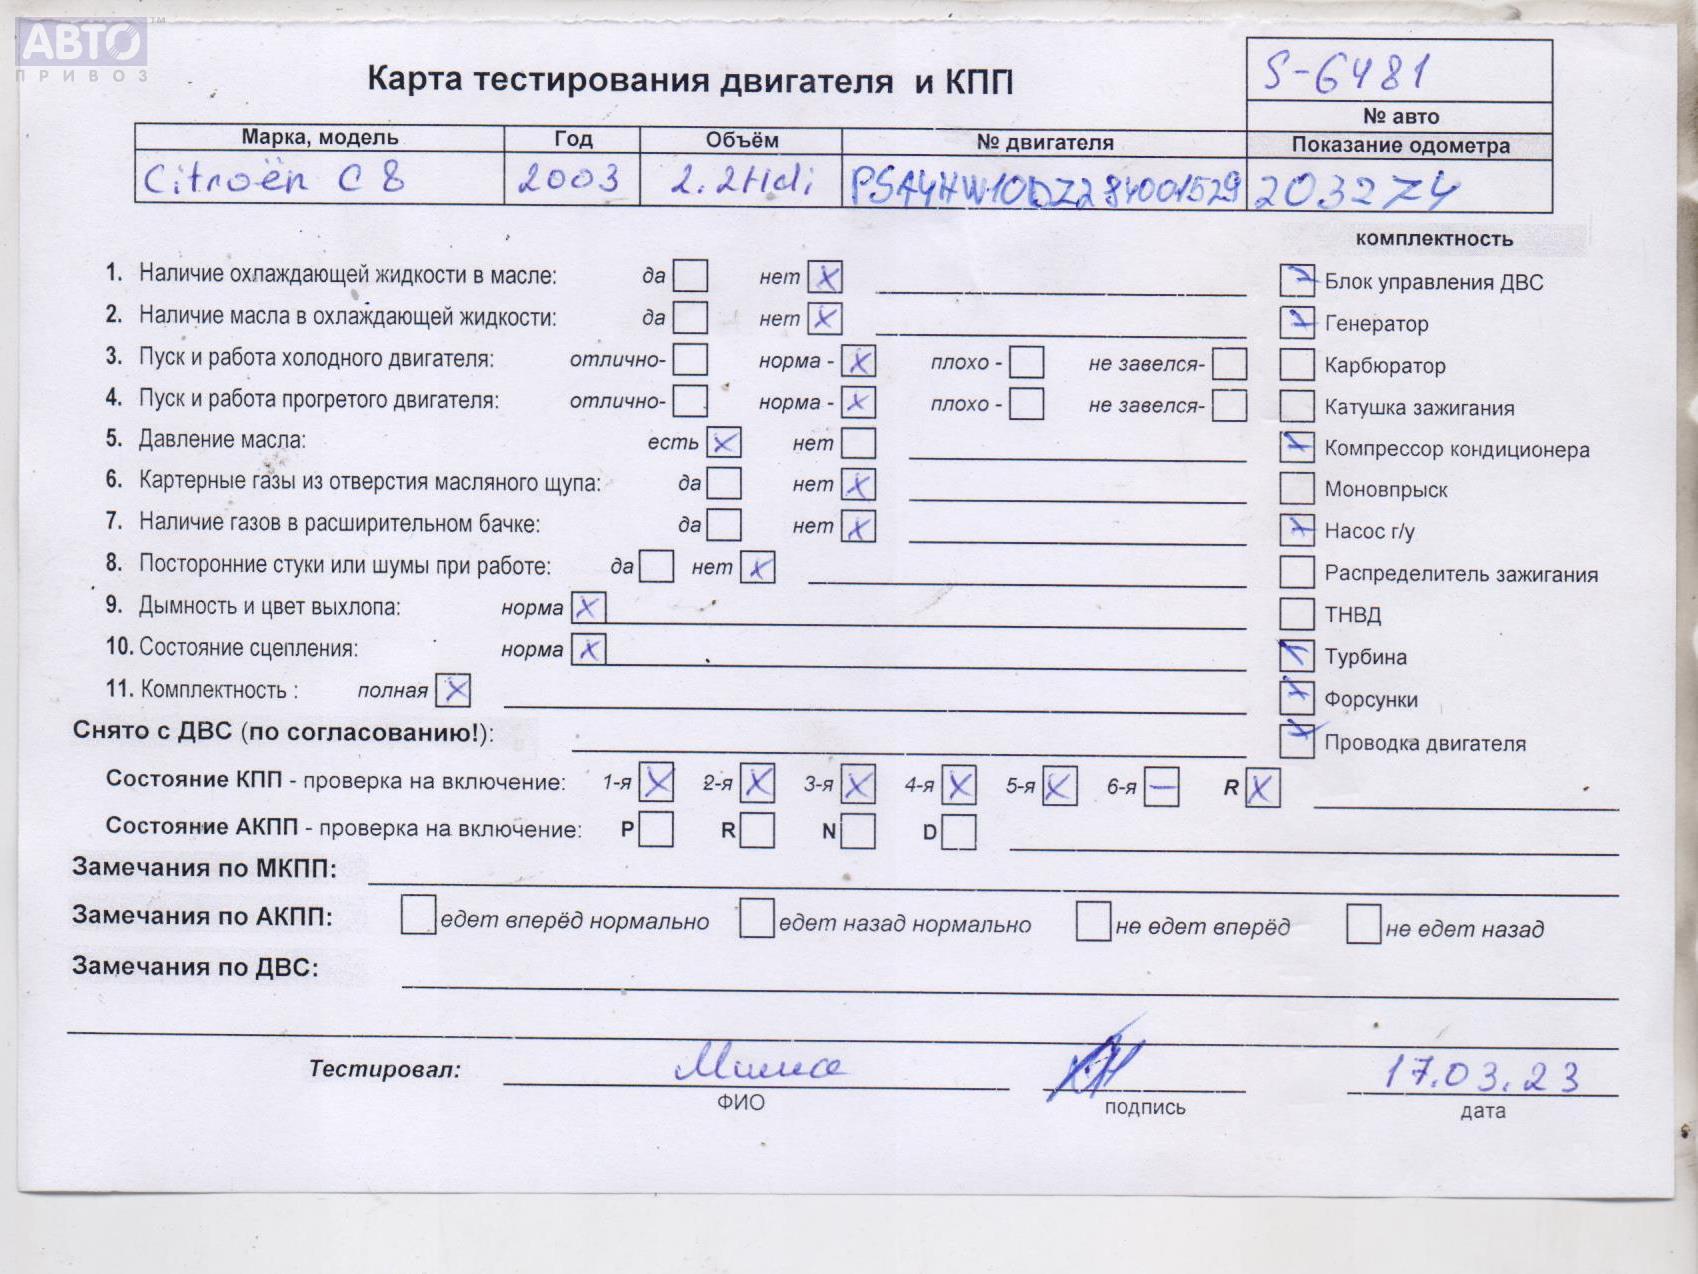 АВТО™
ПРИВОЗ
Карта тестирования двигателя и КПП
S-6481
№ авто
Марка, модель Год Объём № двигателя Показание одометра
Citroën C8 2003 2.2Hdi PSA4HW10DZ284001529 203274
комплектность
1. Наличие охлаждающей жидкости в масле: да нет X Блок управления ДВС
2. Наличие масла в охлаждающей жидкости: да нет X Генератор
3. Пуск и работа холодного двигателя: отлично- норма - X плохо - не завелся- Карбюратор
4. Пуск и работа прогретого двигателя: отлично- норма - X плохо - не завелся- Катушка зажигания
5. Давление масла: есть X нет Компрессор кондиционера
6. Картерные газы из отверстия масляного щупа: да нет X Моновпрыск
7. Наличие газов в расширительном бачке: да нет X Насос г/у
8. Посторонние стуки или шумы при работе: да нет X Распределитель зажигания
9. Дымность и цвет выхлопа: норма X ТНВД
10. Состояние сцепления: норма X Турбина
11. Комплектность : полная X Форсунки
Снято с ДВС (по согласованию!): Проводка двигателя
Состояние КПП - проверка на включение: 1-я X 2-я X 3-я X 4-я X 5-я X 6-я — R X
Состояние АКПП - проверка на включение: P R N D
Замечания по МКПП:
Замечания по АКПП: едет вперёд нормально едет назад нормально не едет вперёд не едет назад
Замечания по ДВС:
Тестировал: 17.03.23
ФИО подпись дата